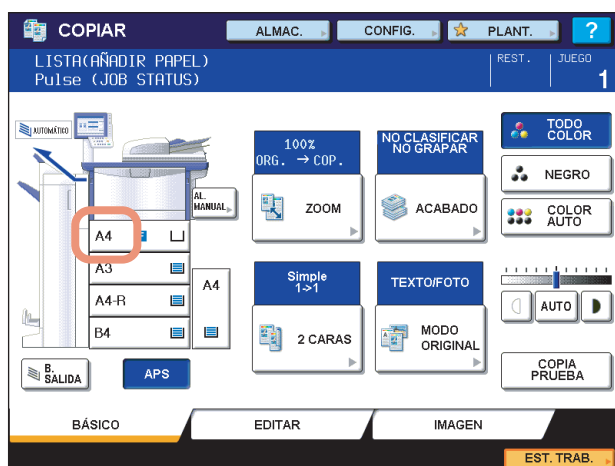 COPIAR
ALMAC.
CONFIG.
PLANT.
?
LISTA(AÑADIR PAPEL)
Pulse (JOB STATUS)
REST.
JUEGO
1
AUTOMÁTICO
AL.
MANUAL
A4
A3
A4-R
B4
A4
B.
SALIDA
APS
100%
ORG. → COP.
ZOOM
NO CLASIFICAR
NO GRAPAR
ACABADO
Simple
1->1
2 CARAS
TEXTO/FOTO
MODO
ORIGINAL
TODO
COLOR
NEGRO
COLOR
AUTO
AUTO
COPIA
PRUEBA
BÁSICO
EDITAR
IMAGEN
EST. TRAB.